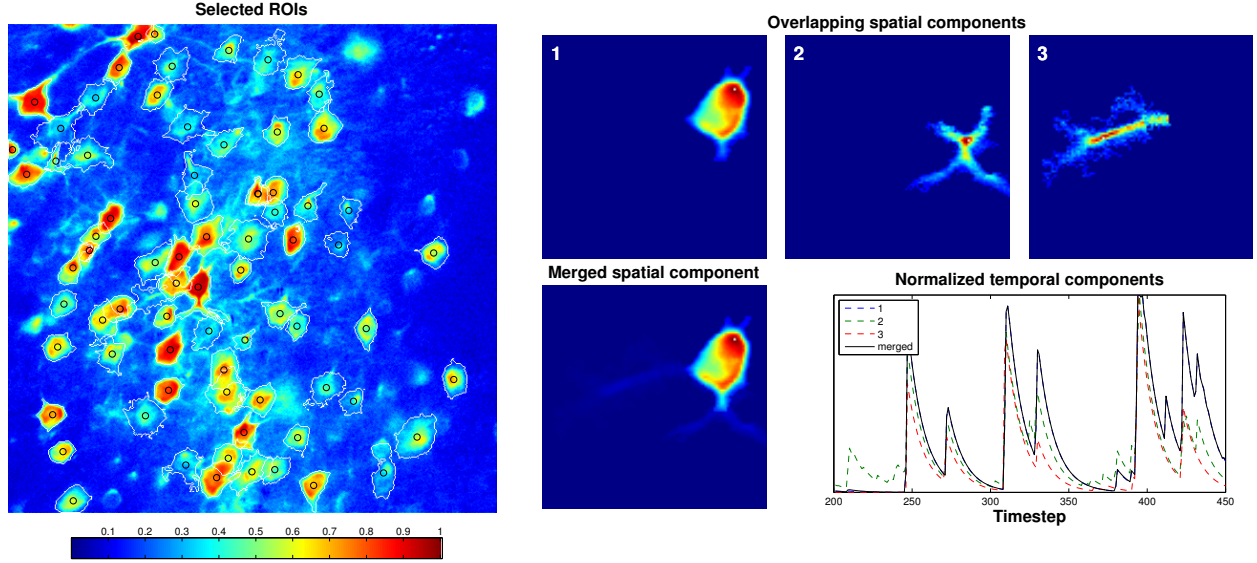 Selected ROIs
0.1 0.2 0.3 0.4 0.5 0.6 0.7 0.8 0.9 1
Overlapping spatial components
1 2 3
Merged spatial component
Normalized temporal components
1
2
3
merged
200 250 300 350 400 450
Timestep